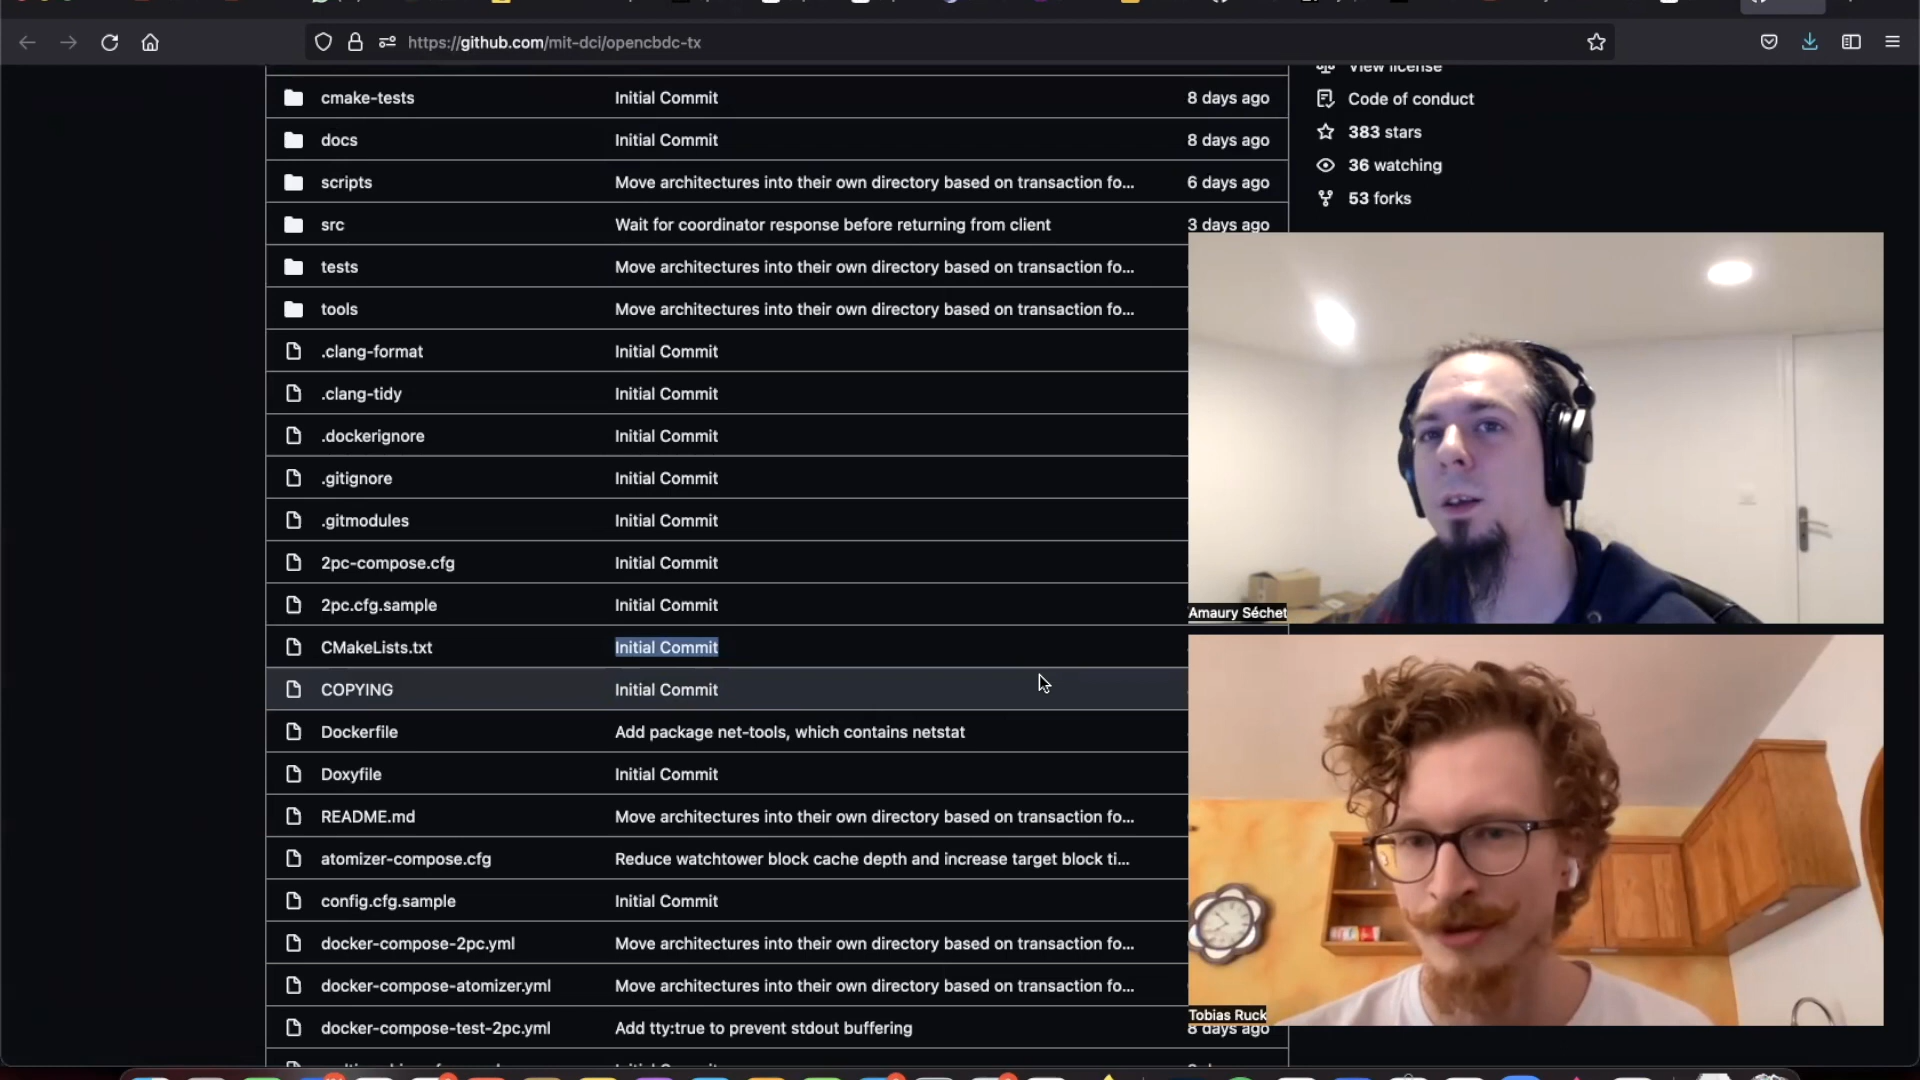 https://github.com/mit-dci/opencbdc-tx
View license
cmake-tests Initial Commit 8 days ago
Code of conduct
383 stars
docs Initial Commit 8 days ago
36 watching
scripts Move architectures into their own directory based on transaction fo... 6 days ago
53 forks
src Wait for coordinator response before returning from client 3 days ago
tests Move architectures into their own directory based on transaction fo...
tools Move architectures into their own directory based on transaction fo...
.clang-format Initial Commit
.clang-tidy Initial Commit
.dockerignore Initial Commit
.gitignore Initial Commit
.gitmodules Initial Commit
2pc-compose.cfg Initial Commit
2pc.cfg.sample Initial Commit
Amaury Séchet
CMakeLists.txt Initial Commit
COPYING Initial Commit
Dockerfile Add package net-tools, which contains netstat
Doxyfile Initial Commit
README.md Move architectures into their own directory based on transaction fo...
atomizer-compose.cfg Reduce watchtower block cache depth and increase target block ti...
config.cfg.sample Initial Commit
docker-compose-2pc.yml Move architectures into their own directory based on transaction fo...
docker-compose-atomizer.yml Move architectures into their own directory based on transaction fo...
Tobias Ruck
docker-compose-test-2pc.yml Add tty:true to prevent stdout buffering 8 days ago